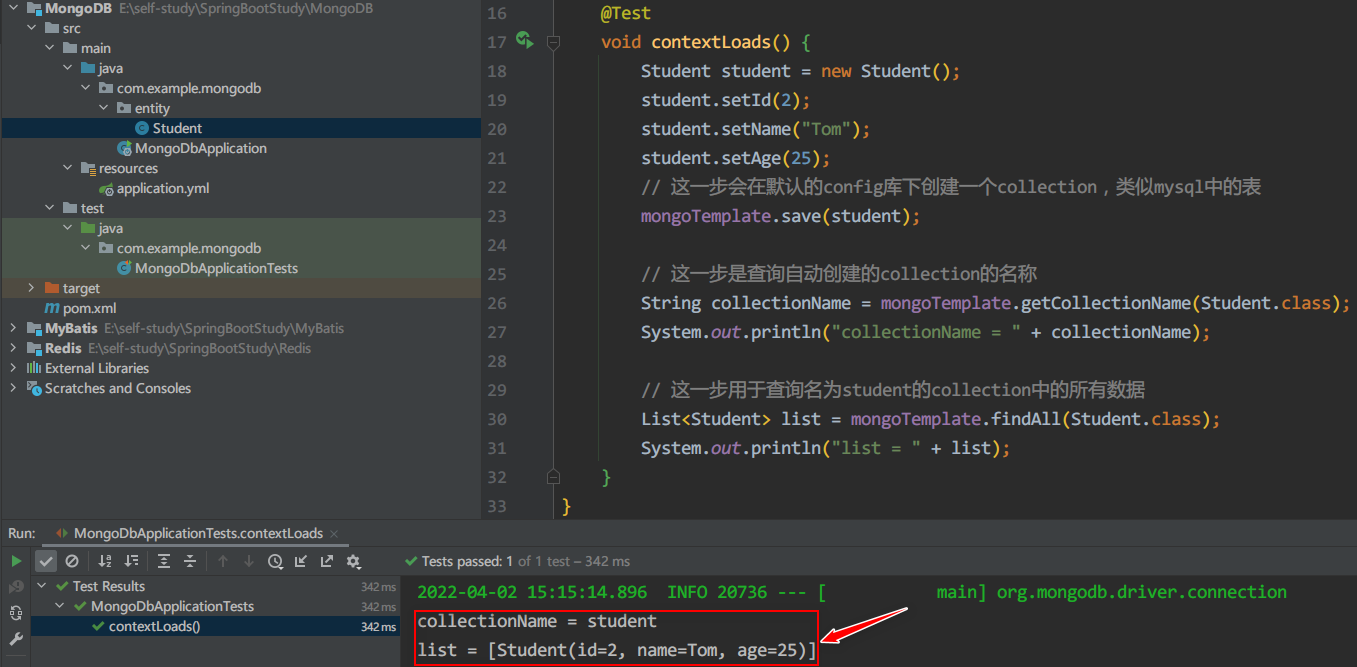 MongoDB E:\self-study\SpringBootStudy\MongoDB
src
main
java
com.example.mongodb
entity
Student
MongoDbApplication
resources
application.yml
test
java
com.example.mongodb
MongoDbApplicationTests
target
pom.xml
MyBatis E:\self-study\SpringBootStudy\MyBatis
Redis E:\self-study\SpringBootStudy\Redis
External Libraries
Scratches and Consoles
16 @Test
17 void contextLoads() {
18 Student student = new Student();
19 student.setId(2);
20 student.setName("Tom");
21 student.setAge(25);
22 // 这一步会在默认的config库下创建一个collection，类似mysql中的表
23 mongoTemplate.save(student);
24
25 // 这一步是查询自动创建的collection的名称
26 String collectionName = mongoTemplate.getCollectionName(Student.class);
27 System.out.println("collectionName = " + collectionName);
28
29 // 这一步用于查询名为student的collection中的所有数据
30 List<Student> list = mongoTemplate.findAll(Student.class);
31 System.out.println("list = " + list);
32 }
33 }
Run: MongoDbApplicationTests.contextLoads
Tests passed: 1 of 1 test – 342 ms
Test Results 342 ms
MongoDbApplicationTests 342 ms
contextLoads() 342 ms
2022-04-02 15:15:14.896 INFO 20736 --- [ main] org.mongodb.driver.connection
collectionName = student
list = [Student(id=2, name=Tom, age=25)]